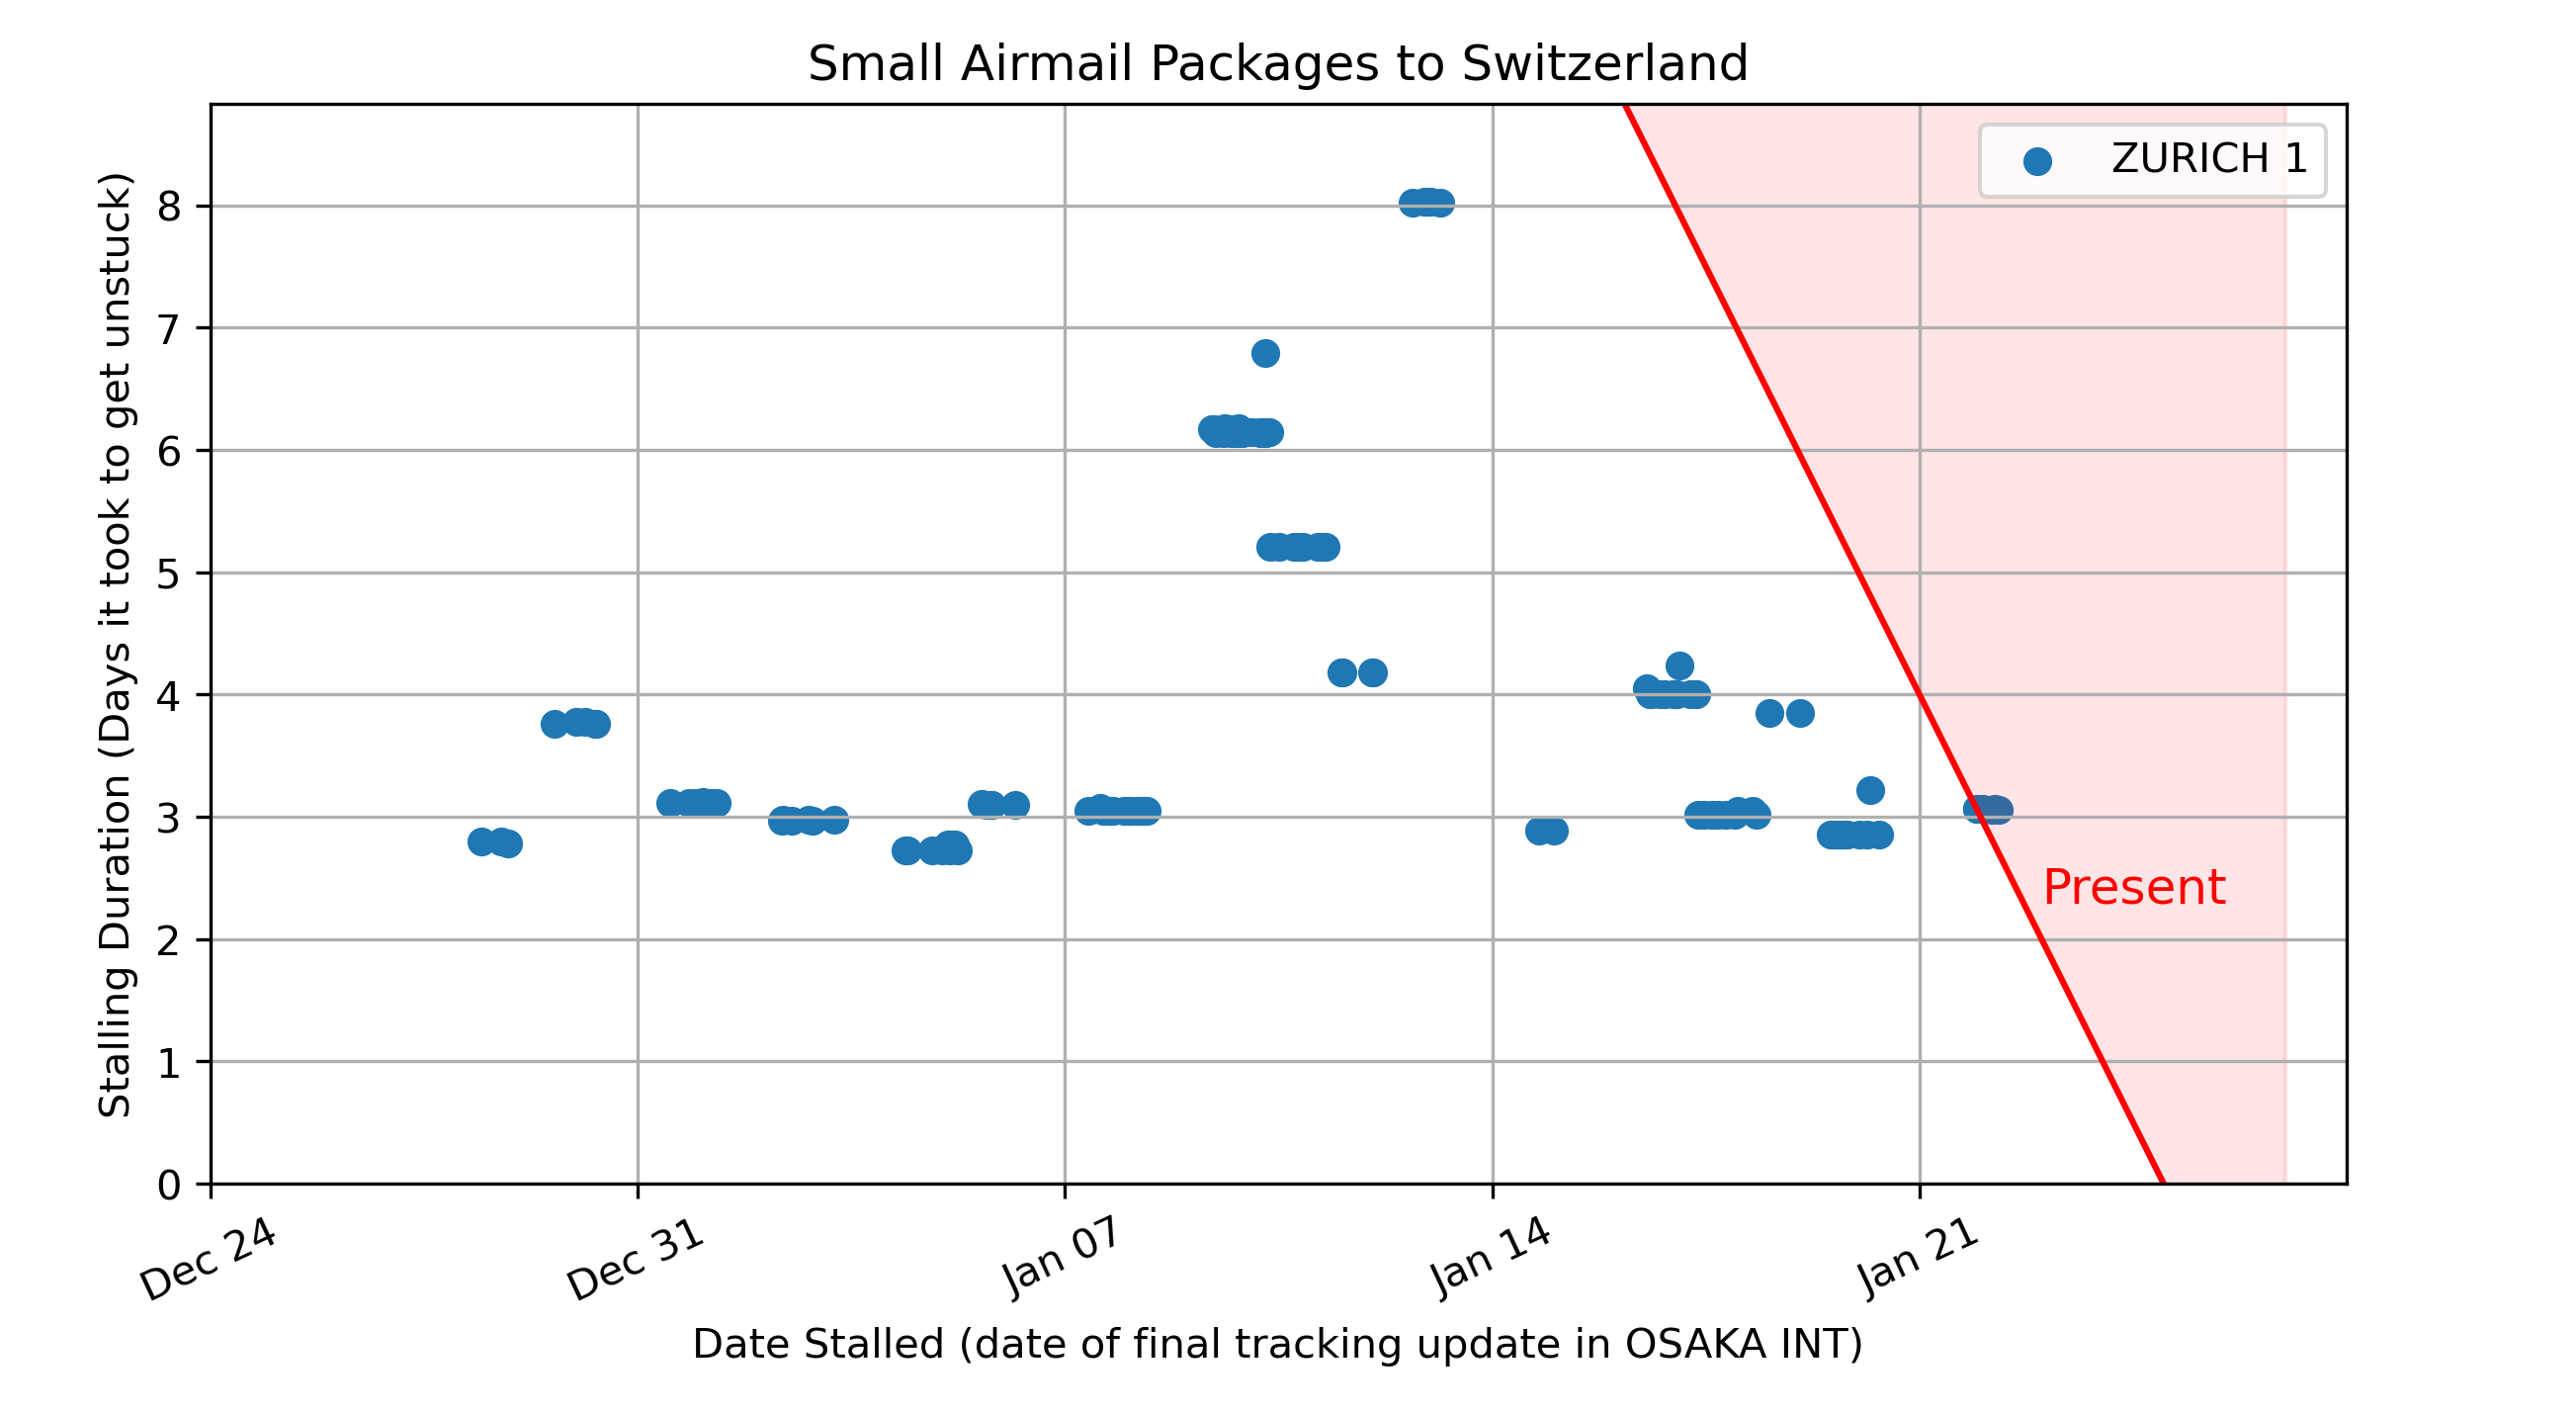 Small Airmail Packages to Switzerland
ZURICH 1
Stalling Duration (Days it took to get unstuck)
8
7
6
5
4
3
2
1
0
Present
Dec 24
Dec 31
Jan 07
Jan 14
Jan 21
Date Stalled (date of final tracking update in OSAKA INT)